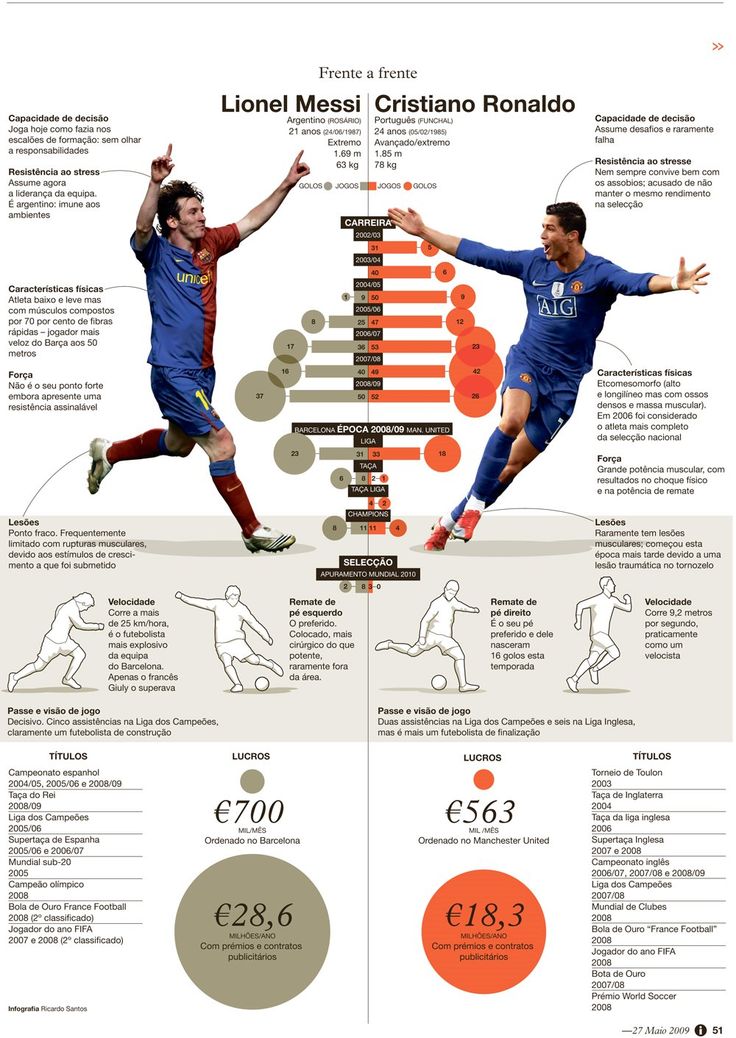 »
Frente a frente
Lionel Messi
Argentino (ROSÁRIO)
21 anos (24/06/1987)
Extremo
1.69 m
63 kg
Cristiano Ronaldo
Português (FUNCHAL)
24 anos (05/02/1985)
Avançado/extremo
1.85 m
78 kg
GOLOS JOGOS JOGOS GOLOS
Capacidade de decisão
Joga hoje como fazia nos
escalões de formação: sem olhar
a responsabilidades
Resistência ao stress
Assume agora
a liderança da equipa.
É argentino: imune aos
ambientes
Características físicas
Atleta baixo e leve mas
com músculos compostos
por 70 por cento de fibras
rápidas – jogador mais
veloz do Barça aos 50
metros
Força
Não é o seu ponto forte
embora apresente uma
resistência assinalável
Lesões
Ponto fraco. Frequentemente
limitado com rupturas musculares,
devido aos estímulos de cresci-
mento a que foi submetido
unicef
CARREIRA
2002/03
31 5
2003/04
40 6
2004/05
1 9 50 9
2005/06
8 25 47 12
2006/07
17 36 53 23
2007/08
16 40 49 42
2008/09
37 50 52 26
BARCELONA ÉPOCA 2008/09 MAN. UNITED
LIGA
23 31 33 18
TAÇA
6 8 2 1
TAÇA LIGA
4 2
CHAMPIONS
8 11 11 4
SELECÇÃO
APURAMENTO MUNDIAL 2010
2 8 3 0
AIG
7
Capacidade de decisão
Assume desafios e raramente
falha
Resistência ao stresse
Nem sempre convive bem com
os assobios; acusado de não
manter o mesmo rendimento
na selecção
Características físicas
Etcomesomorfo (alto
e longilíneo mas com ossos
densos e massa muscular).
Em 2006 foi considerado
o atleta mais completo
da selecção nacional
Força
Grande potência muscular, com
resultados no choque físico
e na potência de remate
Lesões
Raramente tem lesões
musculares; começou esta
época mais tarde devido a uma
lesão traumática no tornozelo
Velocidade
Corre a mais
de 25 km/hora,
é o futebolista
mais explosivo
da equipa
do Barcelona.
Apenas o francês
Giuly o superava
Remate de
pé esquerdo
O preferido.
Colocado, mais
cirúrgico do que
potente,
raramente fora
da área.
Remate de
pé direito
É o seu pé
preferido e dele
nasceram
16 golos esta
temporada
Velocidade
Corre 9,2 metros
por segundo,
praticamente
como um
velocista
Passe e visão de jogo
Decisivo. Cinco assistências na Liga dos Campeões,
claramente um futebolista de construção
Passe e visão de jogo
Duas assistências na Liga dos Campeões e seis na Liga Inglesa,
mas é mais um futebolista de finalização
TÍTULOS
Campeonato espanhol
2004/05, 2005/06 e 2008/09
Taça do Rei
2008/09
Liga dos Campeões
2005/06
Supertaça de Espanha
2005/06 e 2006/07
Mundial sub-20
2005
Campeão olímpico
2008
Bola de Ouro France Football
2008 (2º classificado)
Jogador do ano FIFA
2007 e 2008 (2º classificado)
LUCROS
€700
MIL/MÊS
Ordenado no Barcelona
€28,6
MILHÕES/ANO
Com prémios e contratos
publicitários
LUCROS
€563
MIL /MÊS
Ordenado no Manchester United
€18,3
MILHÕES/ANO
Com prémios e contratos
publicitários
TÍTULOS
Torneio de Toulon
2003
Taça de Inglaterra
2004
Taça da liga inglesa
2006
Supertaça Inglesa
2007 e 2008
Campeonato inglês
2006/07, 2007/08 e 2008/09
Liga dos Campeões
2007/08
Mundial de Clubes
2008
Bola de Ouro “France Football”
2008
Jogador do ano FIFA
2008
Bota de Ouro
2007/08
Prémio World Soccer
2008
Infografia Ricardo Santos
—27 Maio 2009 i 51